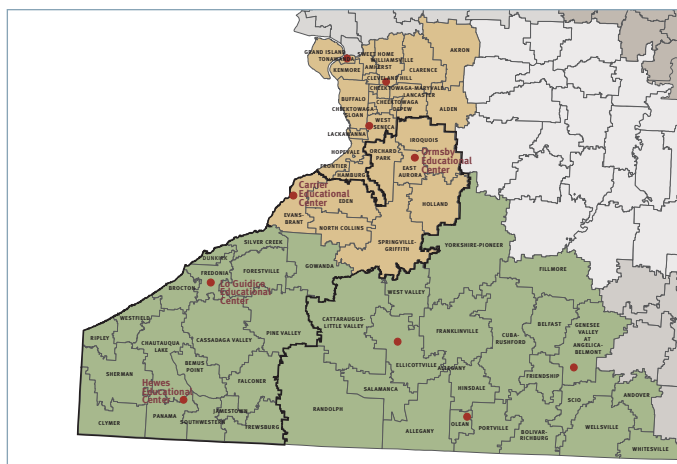 GRAND ISLAND
SWEET HOME
AKRON
TONAWANDA
WILLIAMSVILLE
AMHERST
KENMORE
CLARENCE
CLEVELAND HILL
CHEEKTOWAGA-MARYVALE
LANCASTER
BUFFALO
CHEEKTOWAGA
CHEEKTOWAGA
SLOAN
DEPEW
ALDEN
WEST
SENECA
LACKAWANNA
IROQUOIS
HOPEVALE
ORCHARD
PARK
Ormsby
Educational
Center
FRONTIER
EAST
AURORA
HAMBURG
Carrier
Educational
Center
EDEN
HOLLAND
EVANS-
BRANT
NORTH COLLINS
SILVER CREEK
SPRINGVILLE-
GRIFFITH
YORKSHIRE-PIONEER
DUNKIRK
GOWANDA
FILLMORE
FREDONIA
FORESTVILLE
BROCTON
Lo Guidice
Educational
Center
WEST VALLEY
WESTFIELD
CATTARAUGUS-
LITTLE VALLEY
FRANKLINVILLE
BELFAST
GENESEE
VALLEY
AT
ANGELICA-
BELMONT
RIPLEY
CHAUTAUQUA
LAKE
CASSADAGA VALLEY
PINE VALLEY
CUBA-
RUSHFORD
BEMUS
POINT
ELLICOTTVILLE
ALLEGANY
SHERMAN
FALCONER
FRIENDSHIP
Hewes
Educational
Center
SALAMANCA
HINSDALE
ANDOVER
SCIO
PANAMA
JAMESTOWN
RANDOLPH
CLYMER
SOUTHWESTERN
FREWSBURG
ALLEGANY
OLEAN
PORTVILLE
BOLIVAR-
RICHBURG
WELLSVILLE
WHITESVILLE